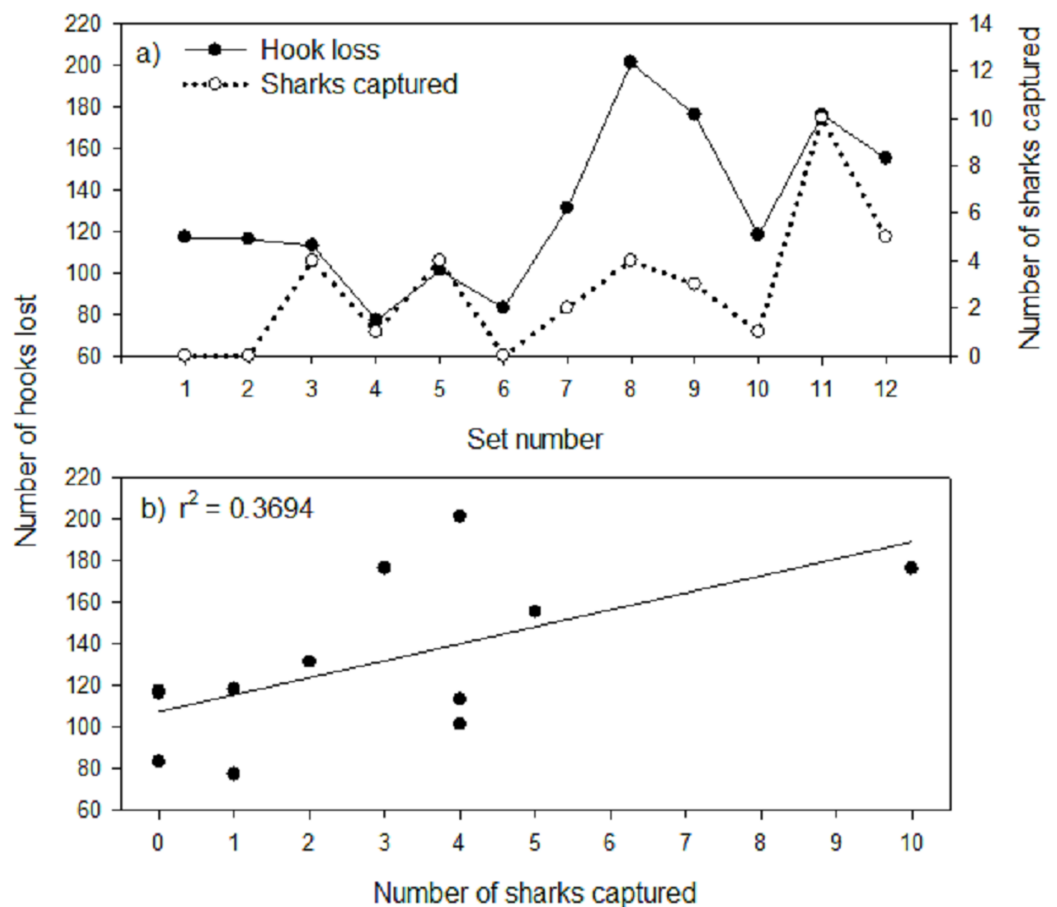 a)
Hook loss
Sharks captured
220
200
180
160
140
120
100
80
60
14
12
10
8
6
4
2
0
1 2 3 4 5 6 7 8 9 10 11 12
Set number
Number of hooks lost
Number of sharks captured
b) r² = 0.3694
220
200
180
160
140
120
100
80
60
0 1 2 3 4 5 6 7 8 9 10
Number of sharks captured